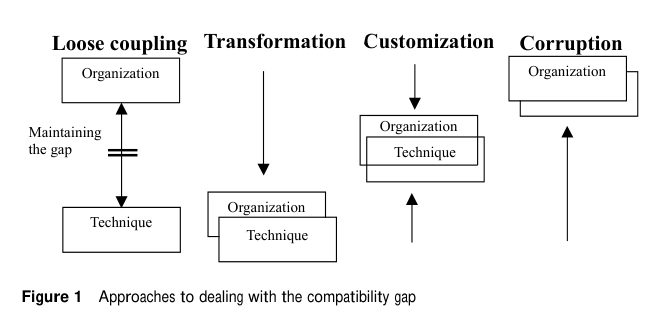 Loose coupling Transformation Customization Corruption
Organization
Maintaining
the gap
Technique
Organization
Technique
Organization
Technique
Organization
Figure 1 Approaches to dealing with the compatibility gap